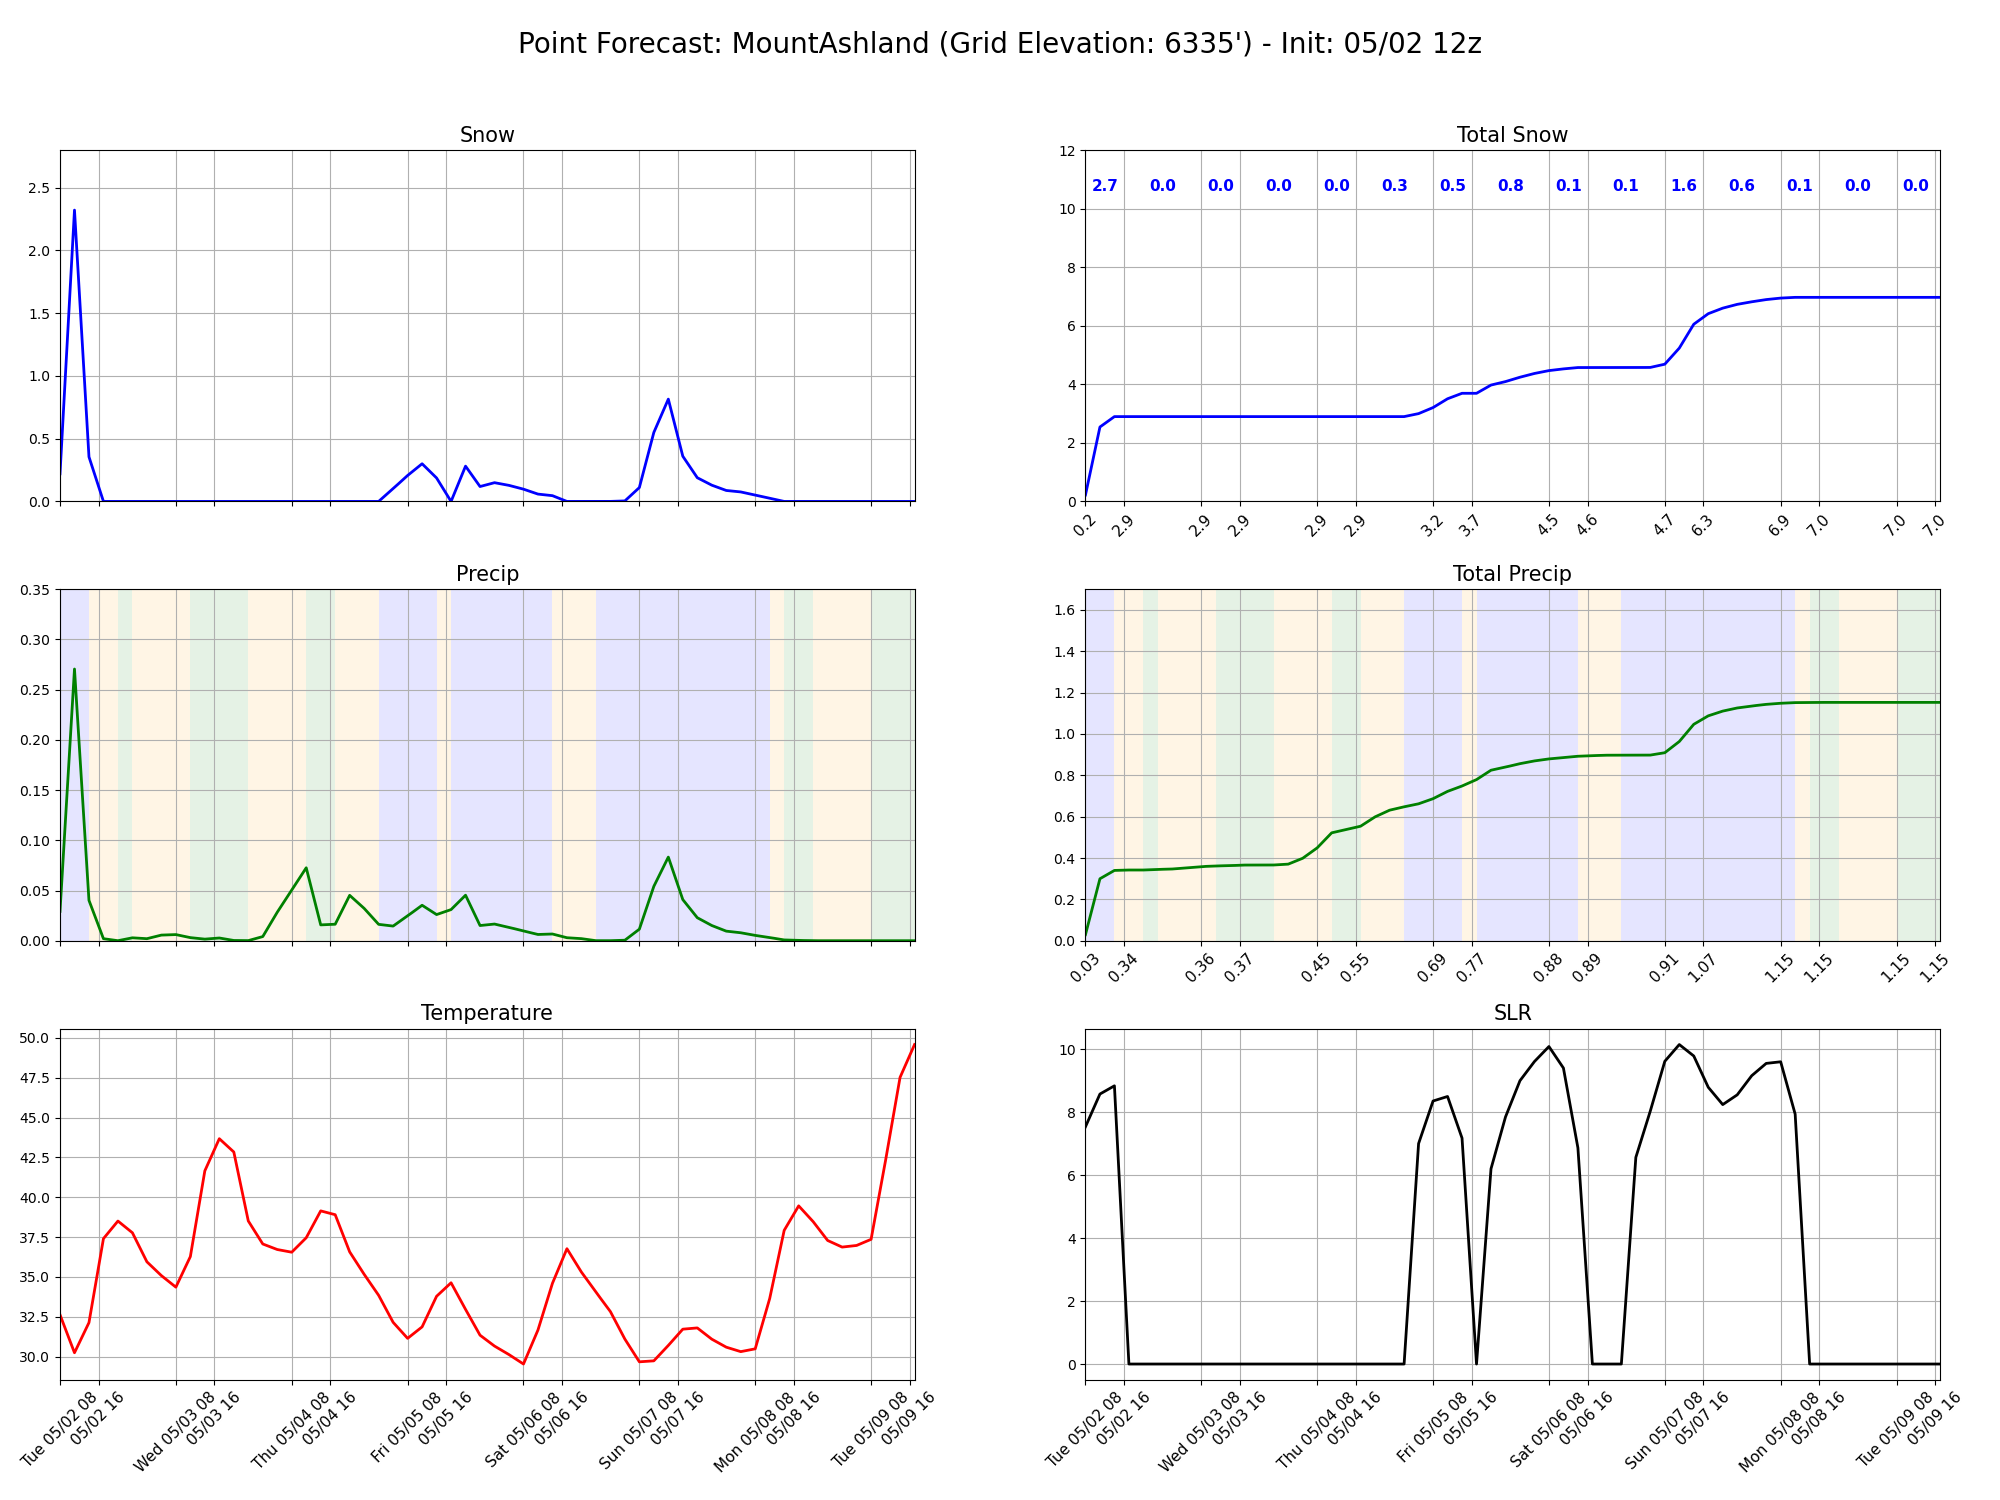 Point Forecast: MountAshland (Grid Elevation: 6335') - Init: 05/02 12z
Snow
2.5
2.0
1.5
1.0
0.5
0.0
Total Snow
12
10
8
6
4
2
0
2.7 0.0 0.0 0.0 0.0 0.3 0.5 0.8 0.1 0.1 1.6 0.6 0.1 0.0 0.0
0.2 2.9 2.9 2.9 2.9 2.9 3.2 3.7 4.5 4.6 4.7 6.3 6.9 7.0 7.0 7.0
Precip
0.35
0.30
0.25
0.20
0.15
0.10
0.05
0.00
Total Precip
1.6
1.4
1.2
1.0
0.8
0.6
0.4
0.2
0.0
0.03 0.34 0.36 0.37 0.45 0.55 0.69 0.77 0.88 0.89 0.91 1.07 1.15 1.15 1.15 1.15
Temperature
50.0
47.5
45.0
42.5
40.0
37.5
35.0
32.5
30.0
Tue 05/02 08
05/02 16
Wed 05/03 08
05/03 16
Thu 05/04 08
05/04 16
Fri 05/05 08
05/05 16
Sat 05/06 08
05/06 16
Sun 05/07 08
05/07 16
Mon 05/08 08
05/08 16
Tue 05/09 08
05/09 16
SLR
10
8
6
4
2
0
Tue 05/02 08
05/02 16
Wed 05/03 08
05/03 16
Thu 05/04 08
05/04 16
Fri 05/05 08
05/05 16
Sat 05/06 08
05/06 16
Sun 05/07 08
05/07 16
Mon 05/08 08
05/08 16
Tue 05/09 08
05/09 16